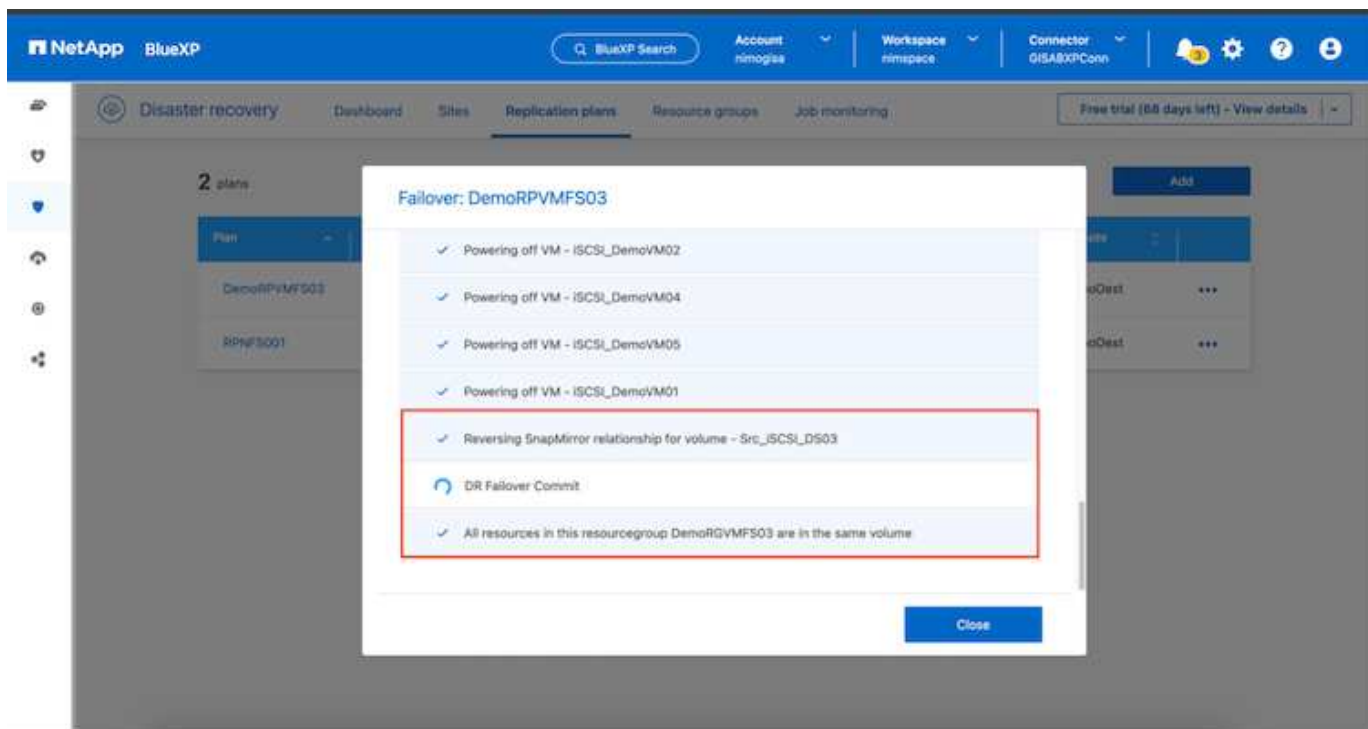 NetApp BlueXP
BlueXP Search
Account
nimogisa
Workspace
nimspace
Connector
GISABXPConn
Disaster recovery
Dashboard
Sites
Replication plans
Resource groups
Job monitoring
Free trial (68 days left) - View details
2 plans
Add
Failover: DemoRPVMFS03
Plan
DemoRPVMFS03
RPNFS001
Powering off VM - iSCSI_DemoVM02
Powering off VM - iSCSI_DemoVM04
Powering off VM - iSCSI_DemoVM05
Powering off VM - iSCSI_DemoVM01
Reversing SnapMirror relationship for volume - Src_iSCSI_DS03
DR Failover Commit
All resources in this resourcegroup DemoRGVMFS03 are in the same volume
Close